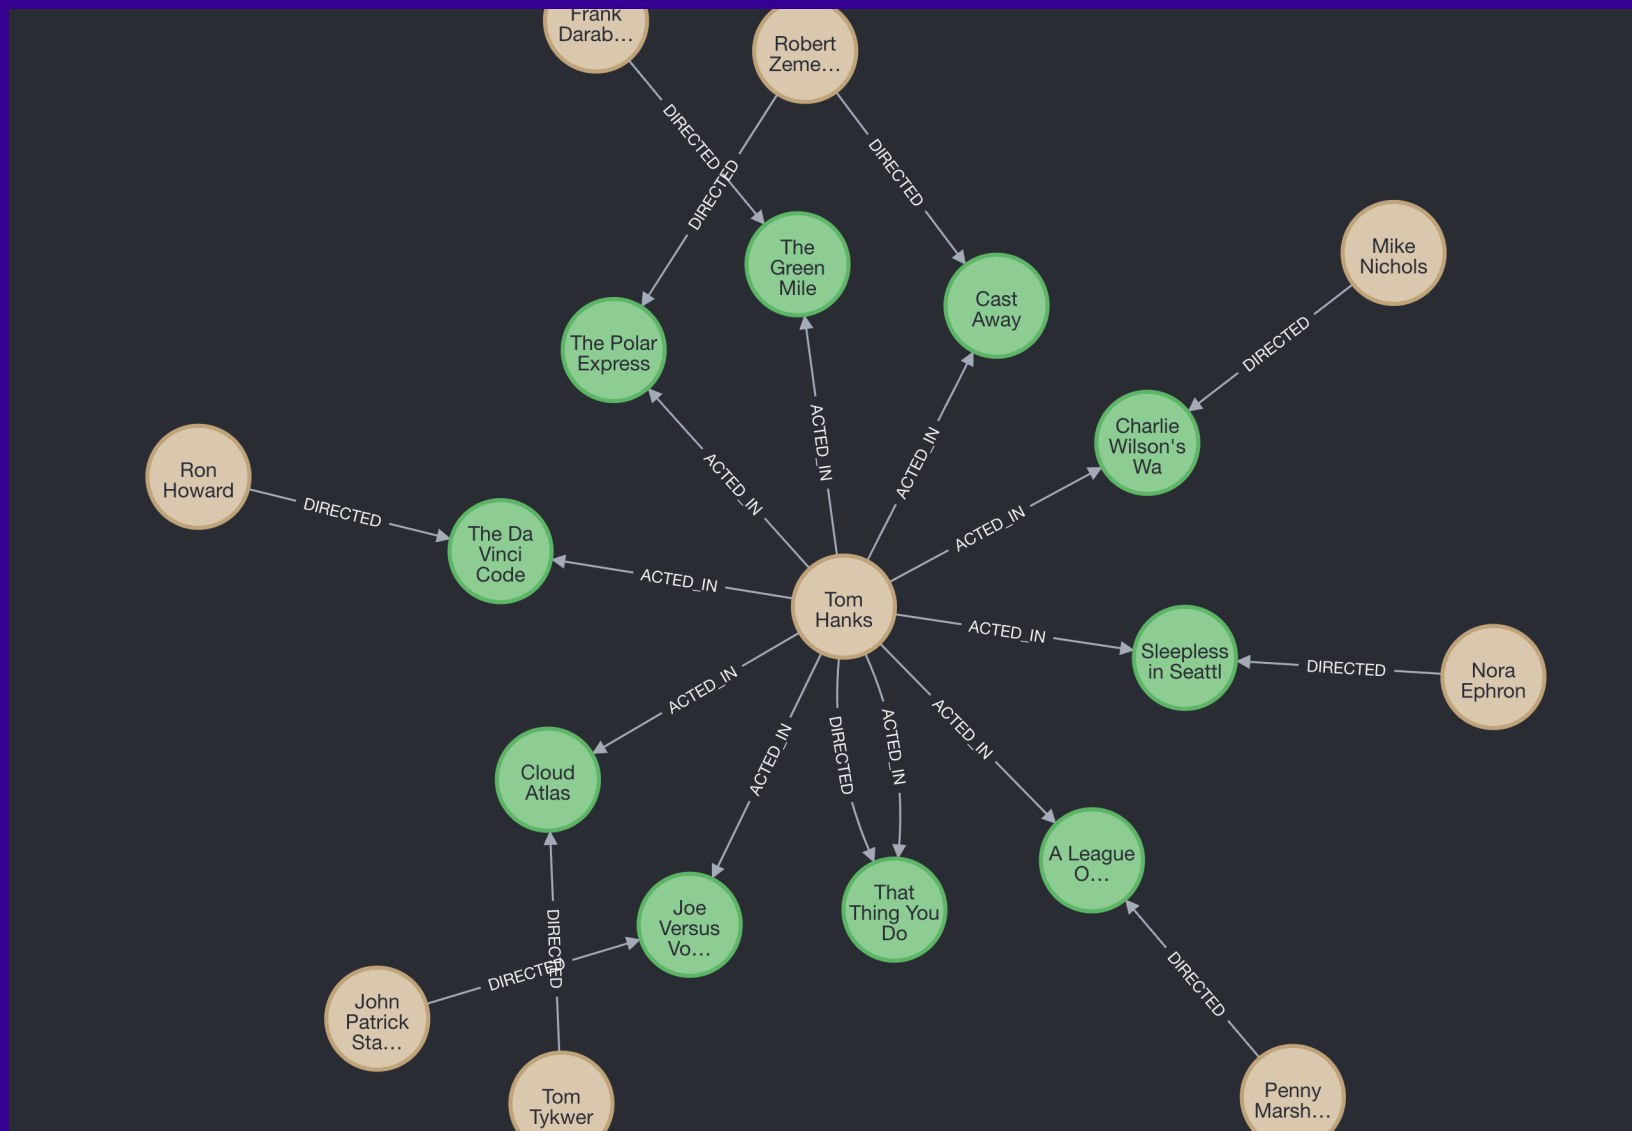 Frank
Darab…
Robert
Zeme…
DIRECTED
DIRECTED
DIRECTED
The
Green
Mile
Mike
Nichols
Cast
Away
The Polar
Express
DIRECTED
Charlie
Wilson's
Wa
ACTED_IN
ACTED_IN
ACTED_IN
Ron
Howard
DIRECTED
ACTED_IN
The Da
Vinci
Code
ACTED_IN
Tom
Hanks
ACTED_IN
Sleepless
in Seattl
DIRECTED
Nora
Ephron
ACTED_IN
ACTED_IN
DIRECTED
ACTED_IN
ACTED_IN
Cloud
Atlas
A League
O…
That
Thing You
Do
Joe
Versus
Vo…
DIRECTED
DIRECTED
DIRECTED
John
Patrick
Sta…
Tom
Tykwer
Penny
Marsh…